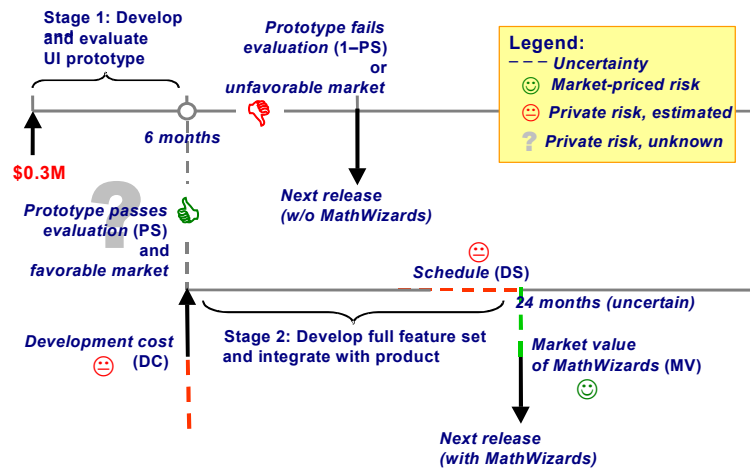 Stage 1: Develop
and evaluate
UI prototype
Prototype fails
evaluation (1–PS)
or
unfavorable market
Legend:
Uncertainty
Market-priced risk
Private risk, estimated
? Private risk, unknown
6 months
$0.3M
Next release
(w/o MathWizards)
?
Prototype passes
evaluation (PS)
and
favorable market
Schedule (DS)
24 months (uncertain)
Development cost
(DC)
Stage 2: Develop full feature set
and integrate with product
Market value
of MathWizards (MV)
Next release
(with MathWizards)